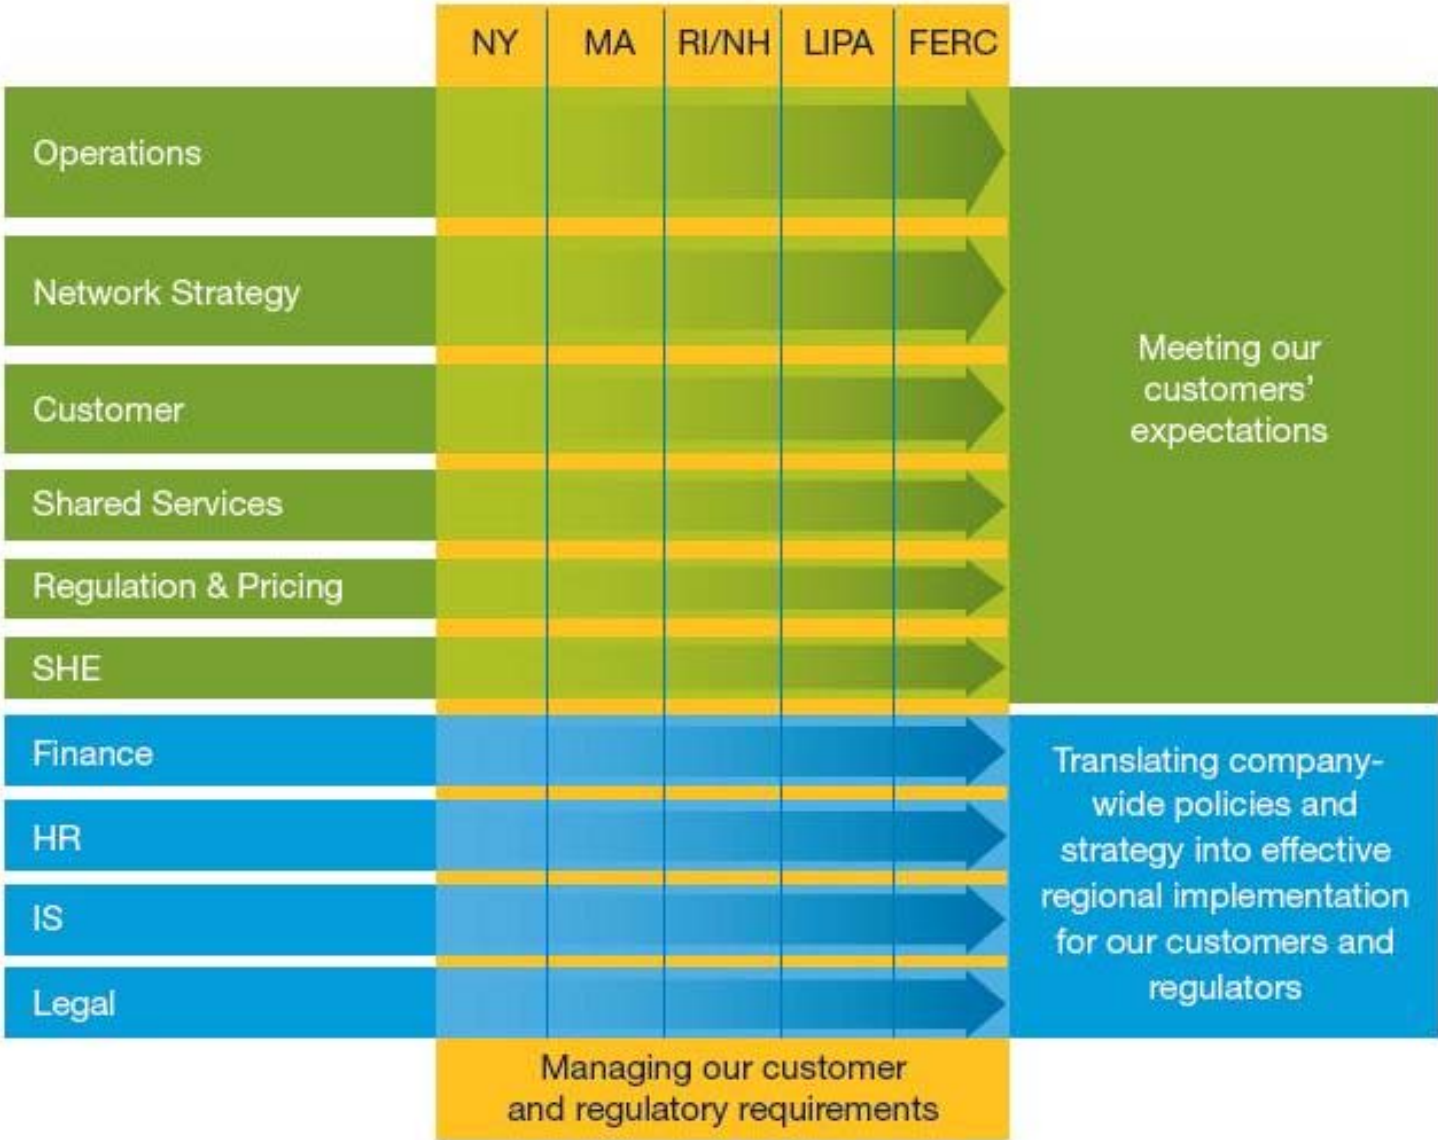 NY MA RI/NH LIPA FERC
Operations
Network Strategy
Customer
Shared Services
Regulation & Pricing
SHE
Meeting our
customers’
expectations
Finance
HR
IS
Legal
Translating company-
wide policies and
strategy into effective
regional implementation
for our customers and
regulators
Managing our customer
and regulatory requirements